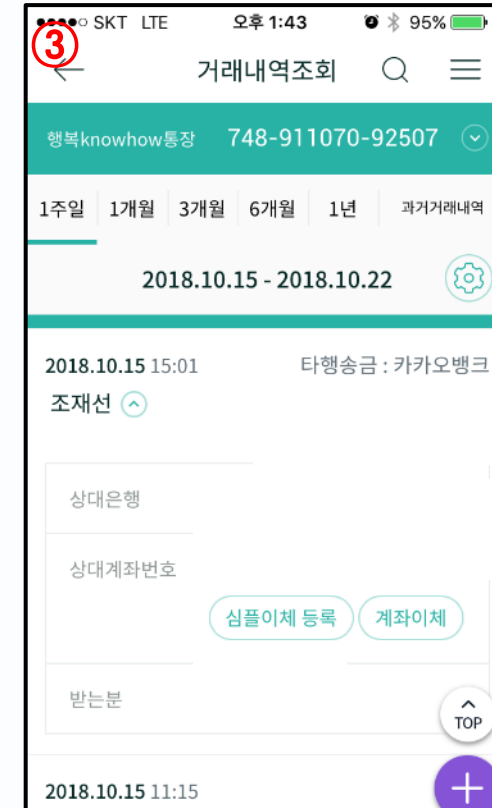 SKT LTE 오후 1:43 95%
③
거래내역조회
행복knowhow통장 748-911070-92507
1주일 1개월 3개월 6개월 1년 과거거래내역
2018.10.15 - 2018.10.22
2018.10.15 15:01 타행송금 : 카카오뱅크
조재선
상대은행
상대계좌번호
심플이체 등록 계좌이체
받는분
TOP
2018.10.15 11:15